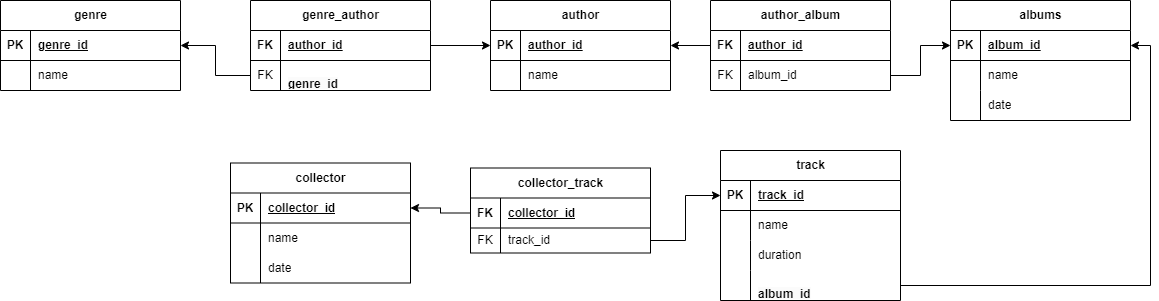 genre
PK genre_id
name
genre_author
FK author_id
FK genre_id
author
PK author_id
name
author_album
FK author_id
FK album_id
albums
PK album_id
name
date
collector
PK collector_id
name
date
collector_track
FK collector_id
FK track_id
track
PK track_id
name
duration
album_id